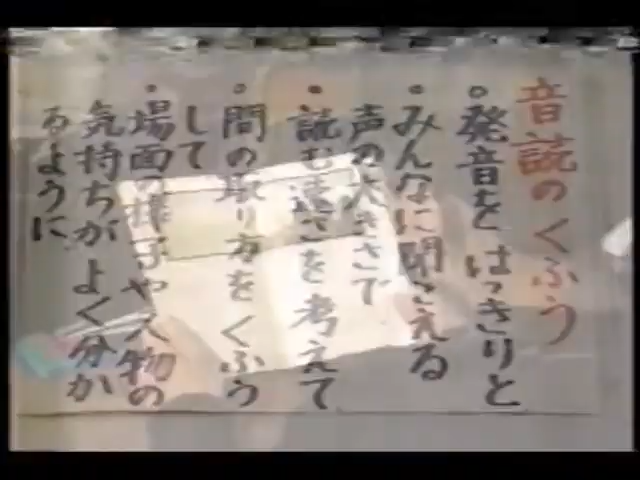 音読のくふう
○発音をはっきりと
・みんなに聞こえる
声の大きさで
・読む速さを考えて
・間の取り方をくふう
して
・場面の様子や人物の
気持ちがよく分か
るように